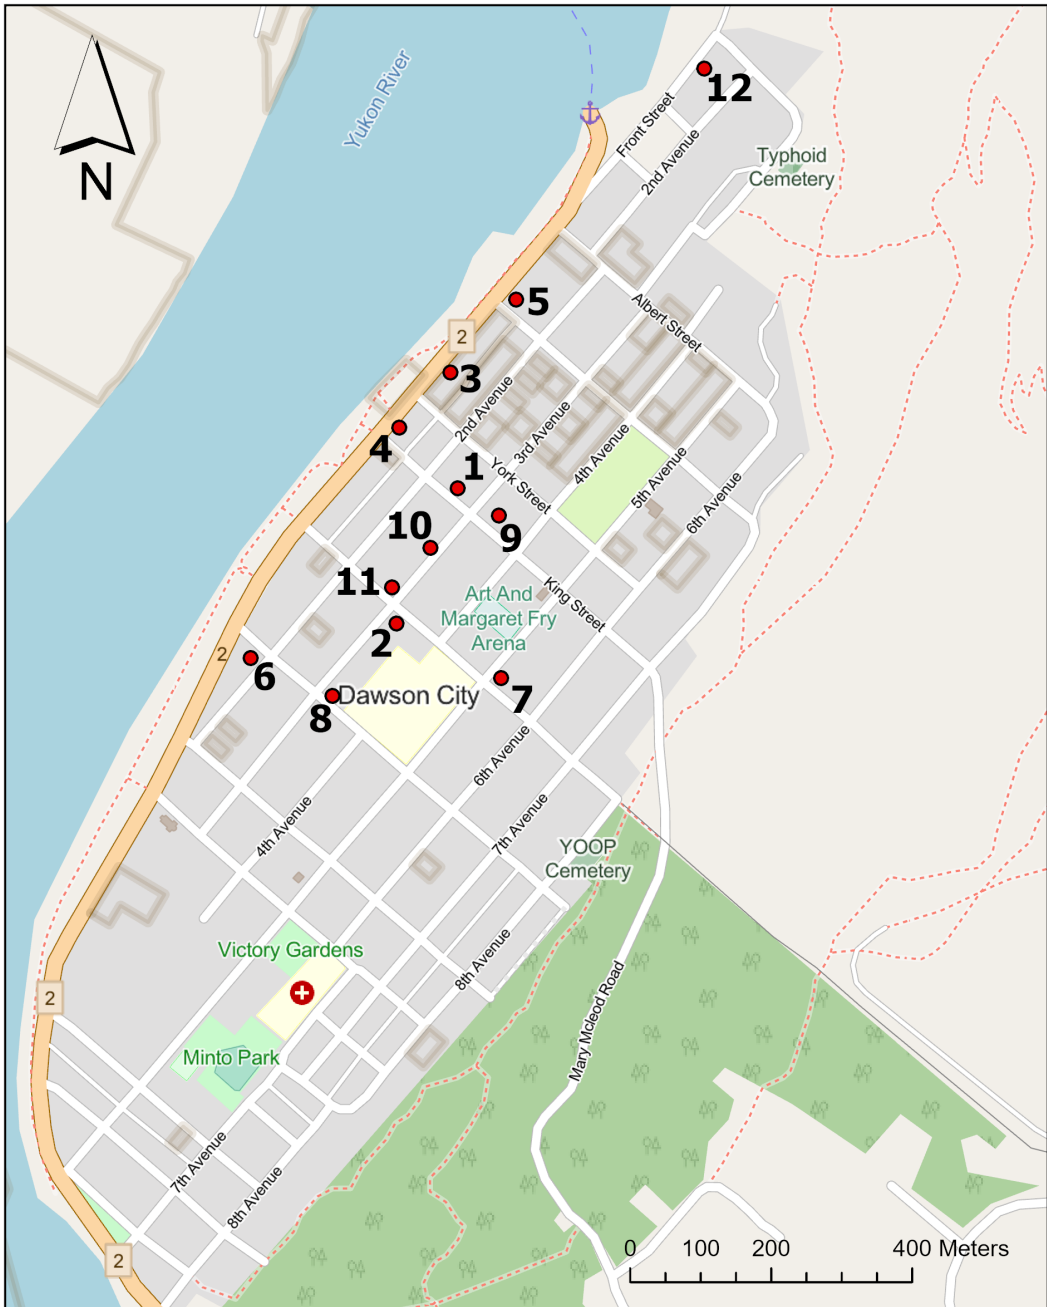 12
Yukon River
Front Street
2nd Avenue
N
Typhoid
Cemetery
5
Albert Street
2
3
2nd Avenue
4
3rd Avenue
4th Avenue
1
York Street
5th Avenue
6th Avenue
10
9
11
Art And
Margaret Fry
Arena
King Street
2
2
6
Dawson City
7
8
6th Avenue
4th Avenue
7th Avenue
YOOP
Cemetery
Victory Gardens
8th Avenue
2
Mary Mcleod Road
Minto Park
7th Avenue
8th Avenue
2
0 100 200 400 Meters